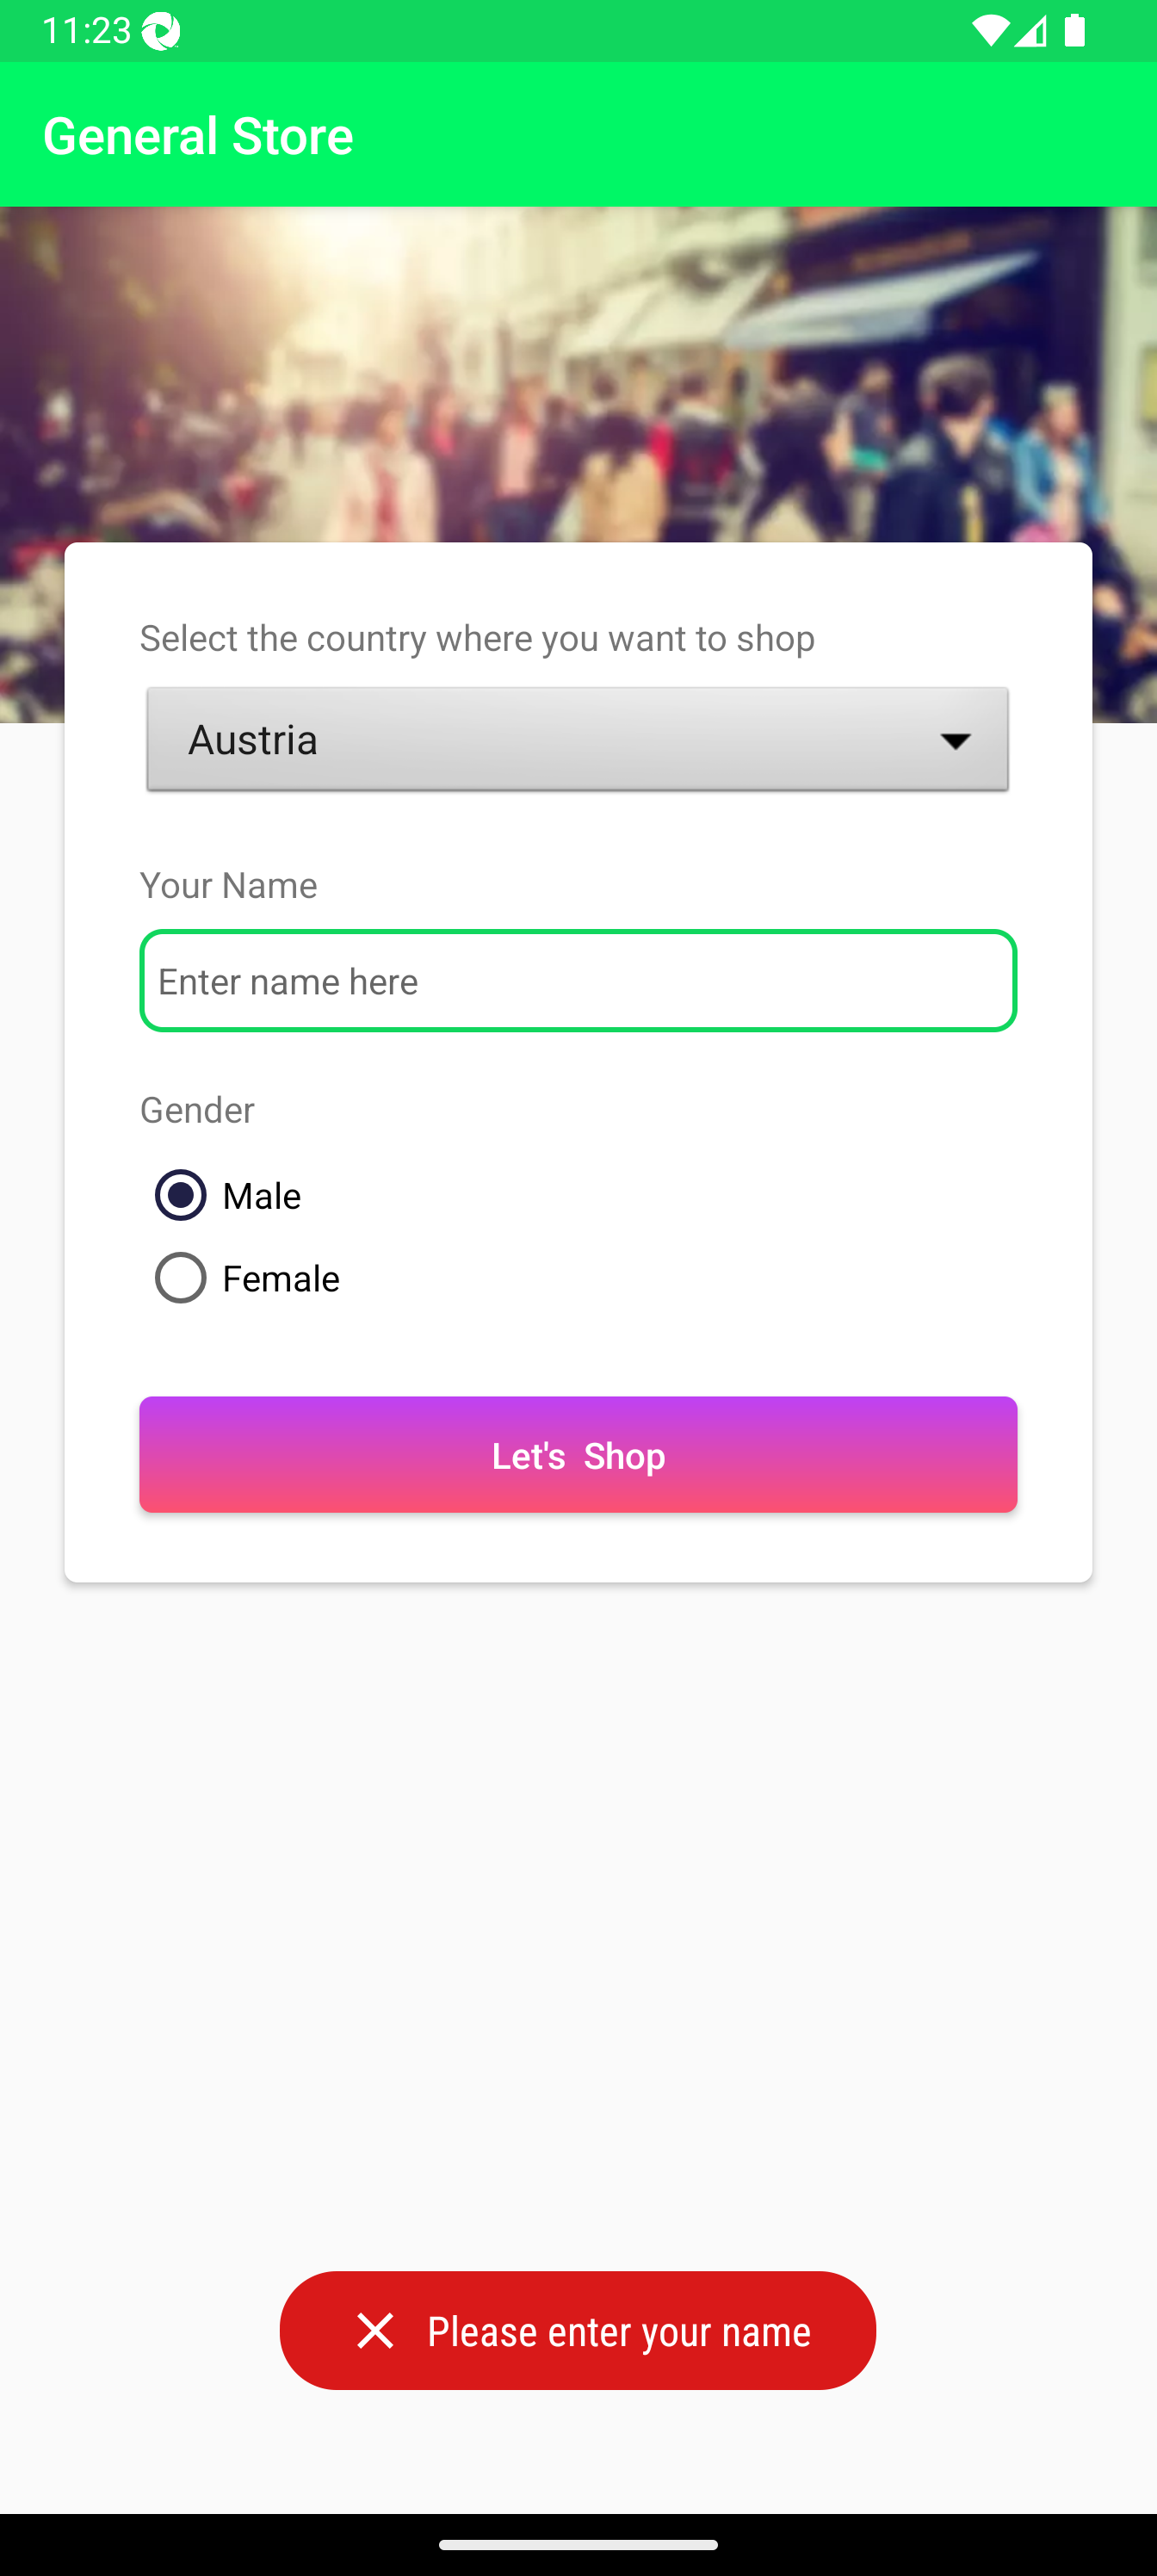 11:23
General Store
Select the country where you want to shop
Austria
Your Name
Enter name here
Gender
Male
Female
Let's  Shop
Please enter your name